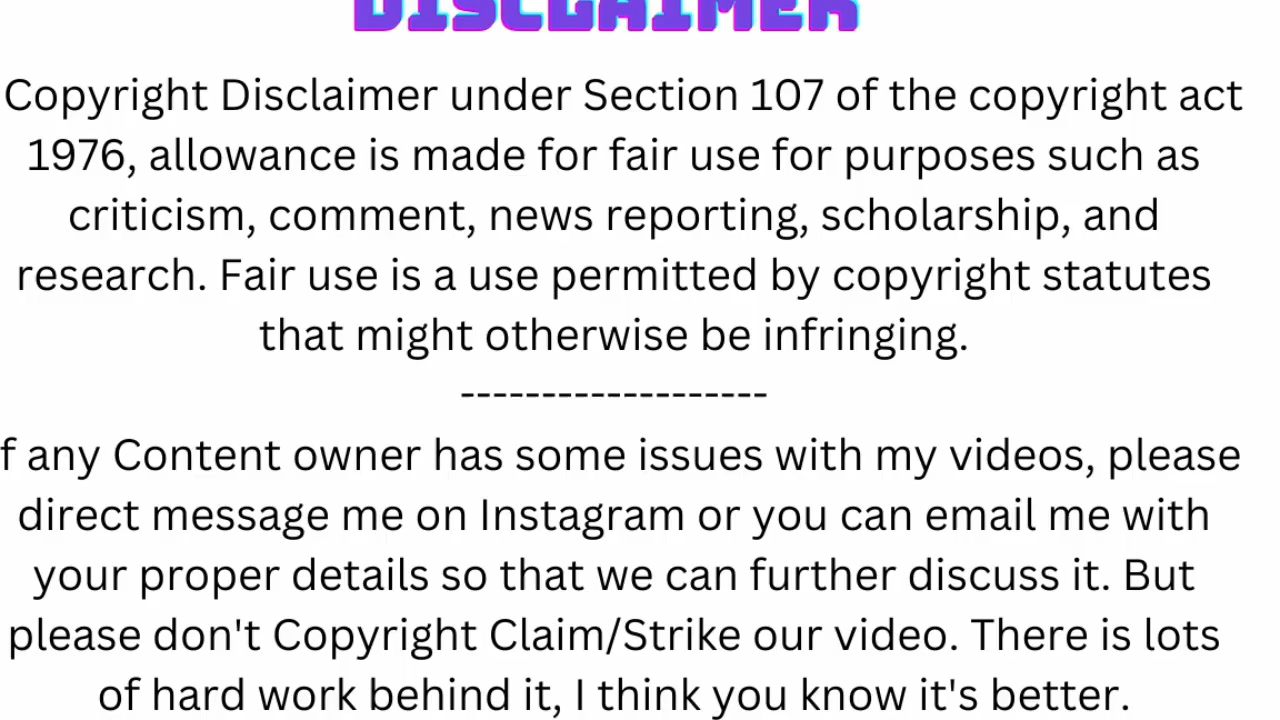 DISCLAIMER
Copyright Disclaimer under Section 107 of the copyright act
1976, allowance is made for fair use for purposes such as
criticism, comment, news reporting, scholarship, and
research. Fair use is a use permitted by copyright statutes
that might otherwise be infringing.
-------------------
f any Content owner has some issues with my videos, please
direct message me on Instagram or you can email me with
your proper details so that we can further discuss it. But
please don't Copyright Claim/Strike our video. There is lots
of hard work behind it, I think you know it's better.